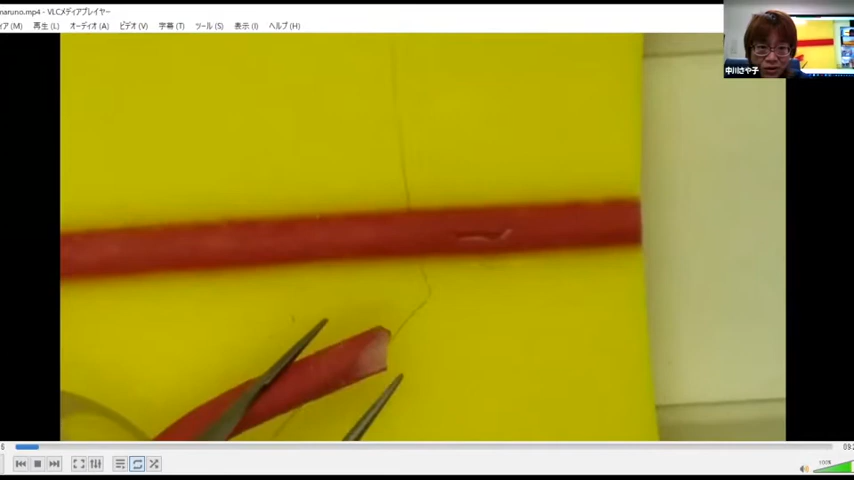 maruno.mp4 - VLCメディアプレイヤー
ィア(M) 再生(L) オーディオ(A) ビデオ(V) 字幕(T) ツール(S) 表示(I) ヘルプ(H)
中川さや子
100%